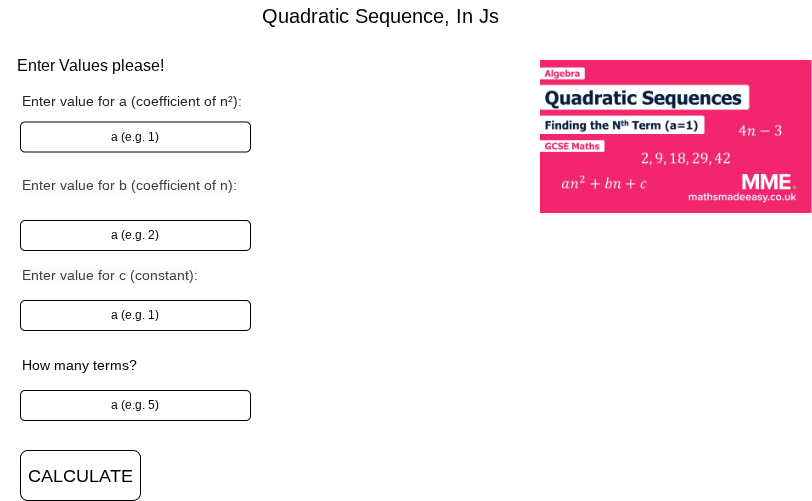 Quadratic Sequence, In Js
Enter Values please!
Enter value for a (coefficient of n²):
a (e.g. 1)
Enter value for b (coefficient of n):
a (e.g. 2)
Enter value for c (constant):
a (e.g. 1)
How many terms?
a (e.g. 5)
CALCULATE
Algebra
Quadratic Sequences
Finding the Nᵗʰ Term (a=1)
4n − 3
GCSE Maths
2, 9, 18, 29, 42
an² + bn + c
MME.
mathsmadeeasy.co.uk